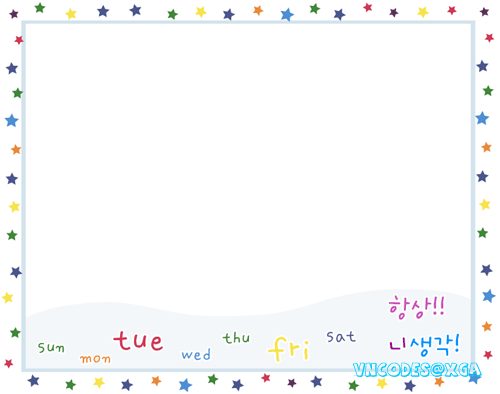 항상!!
sun mon tue wed thu fri sat
니생각!
VNCODES@XGA